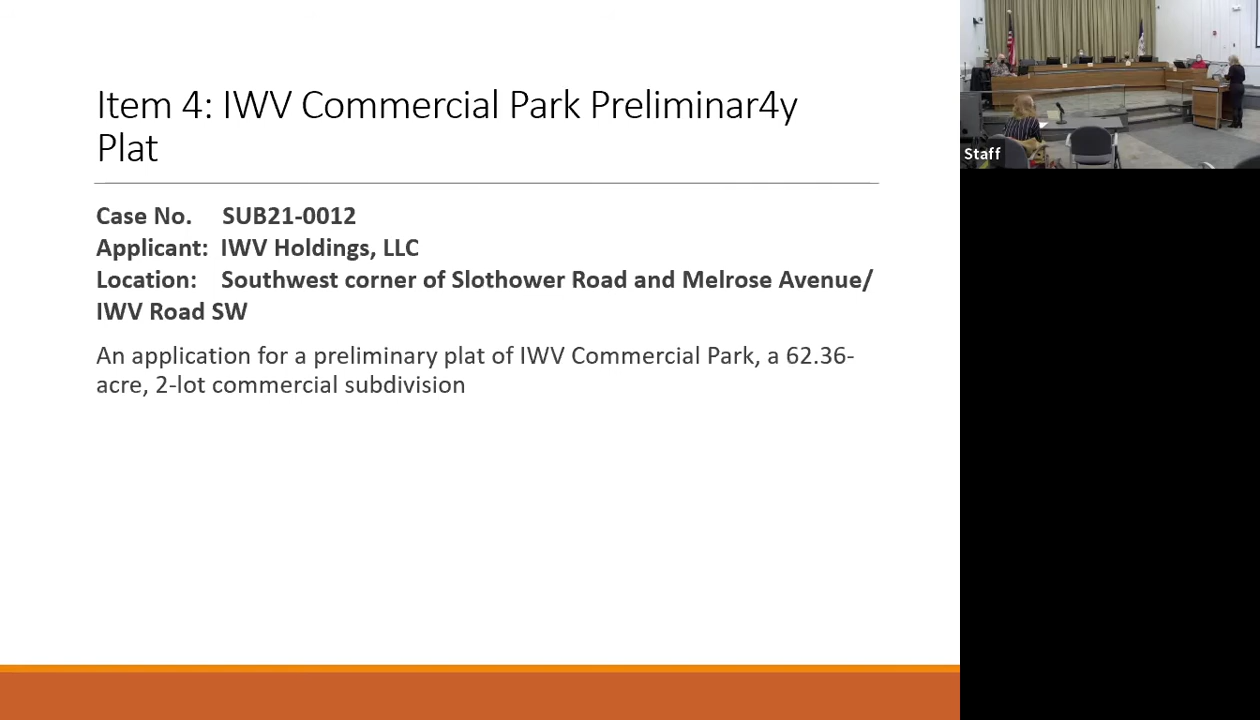 Item 4: IWV Commercial Park Preliminar4y
Plat
Case No. SUB21-0012
Applicant: IWV Holdings, LLC
Location: Southwest corner of Slothower Road and Melrose Avenue/
IWV Road SW
An application for a preliminary plat of IWV Commercial Park, a 62.36-
acre, 2-lot commercial subdivision
Staff